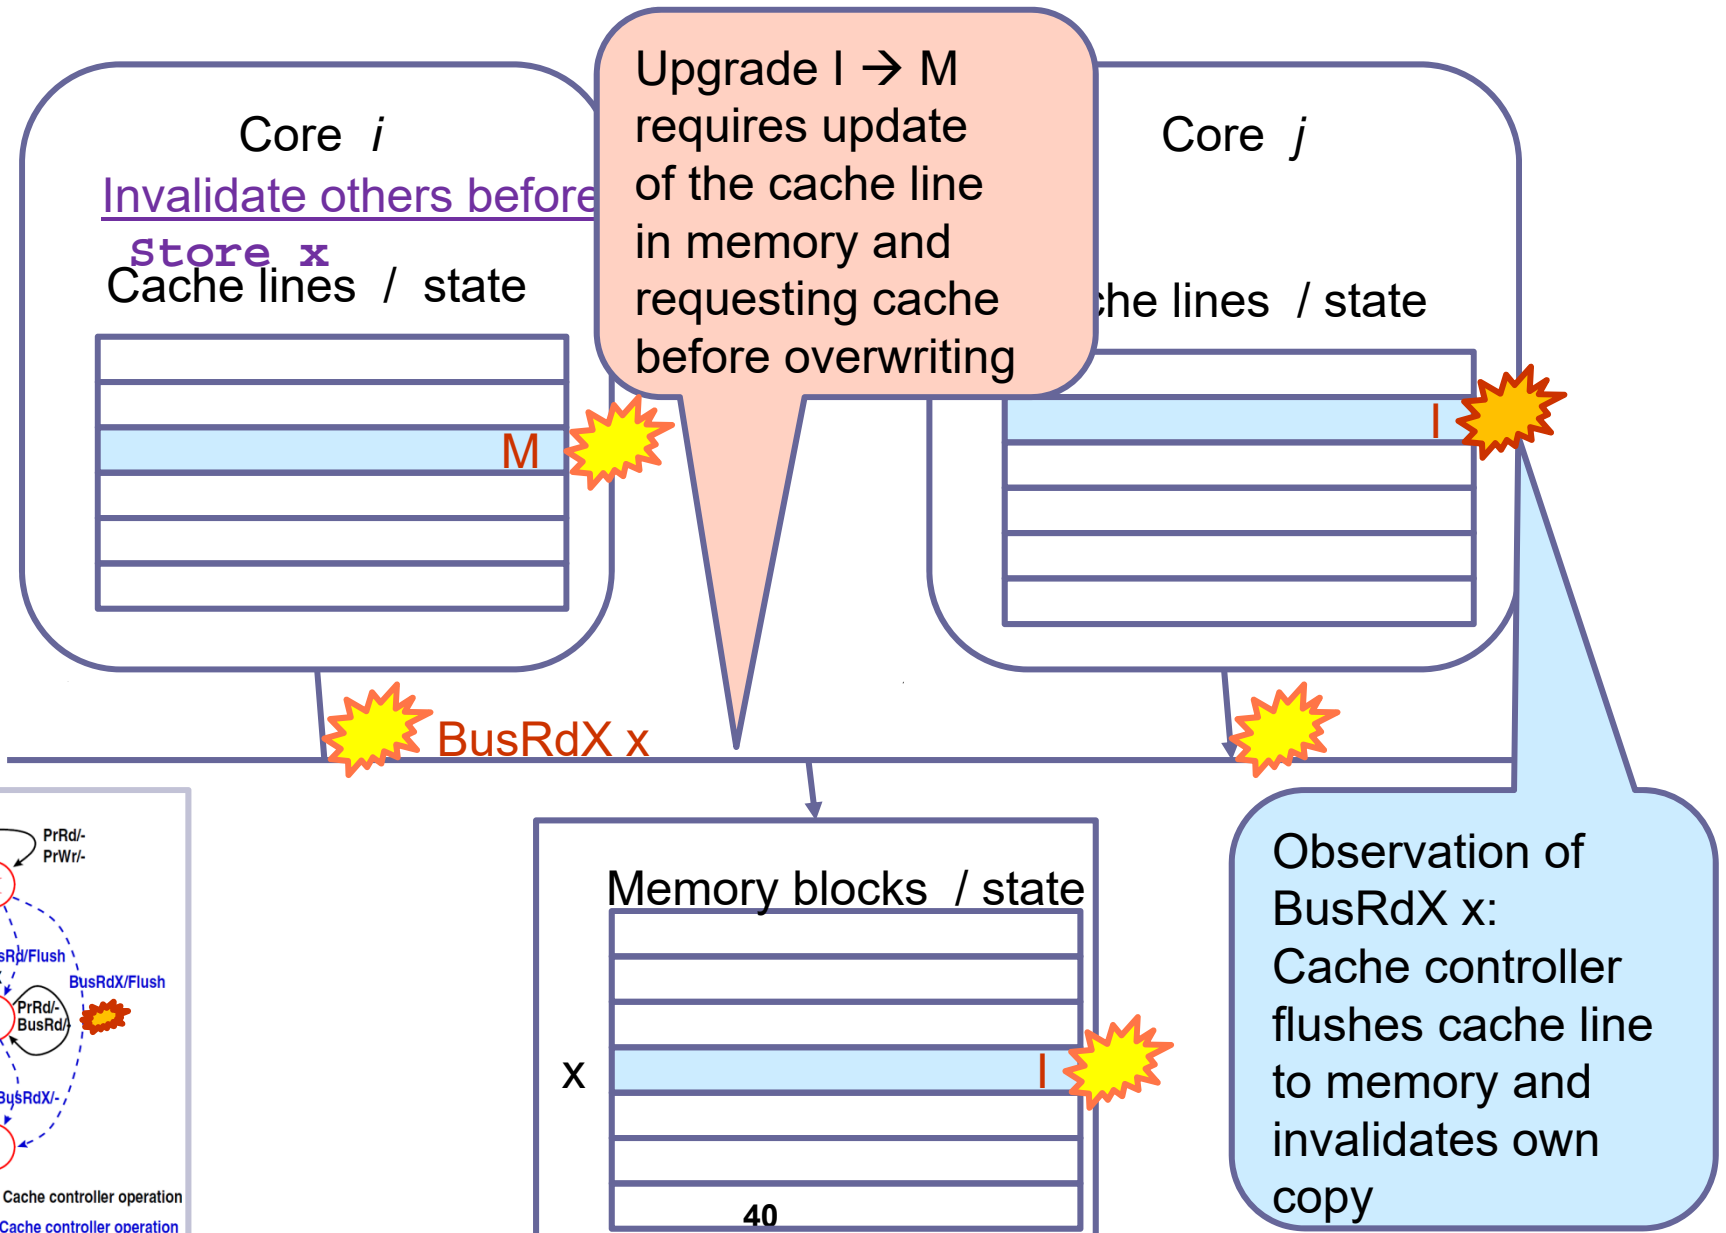 Core i
Invalidate others before
Store x
Cache lines / state
M
Upgrade I → M
requires update
of the cache line
in memory and
requesting cache
before overwriting
Core j
che lines / state
I
BusRdX x
PrRd/-
PrWr/-
sRd/Flush
BusRdX/Flush
PrRd/-
BusRd/-
BusRdX/-
Cache controller operation
Cache controller operation
Memory blocks / state
x
I
40
Observation of
BusRdX x:
Cache controller
flushes cache line
to memory and
invalidates own
copy